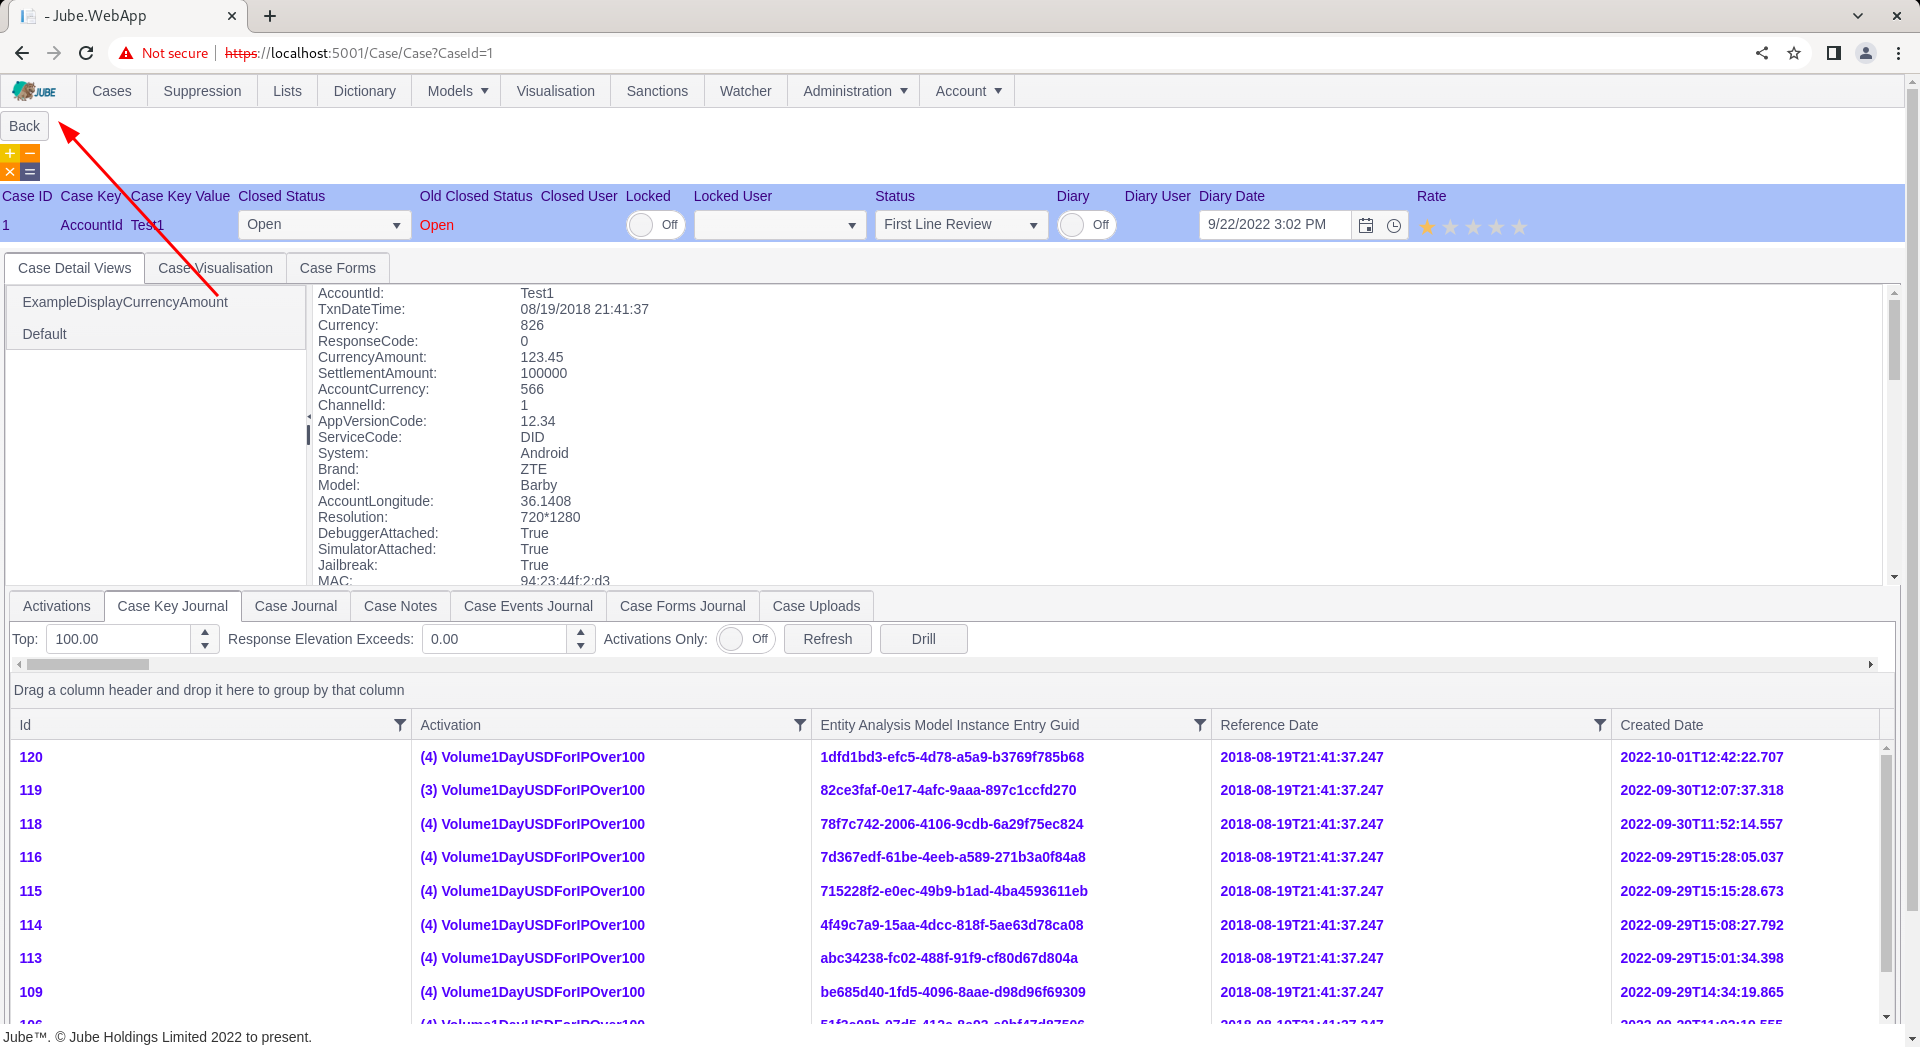 - Jube.WebApp
Not secure https://localhost:5001/Case/Case?CaseId=1
JUBE Cases Suppression Lists Dictionary Models Visualisation Sanctions Watcher Administration Account
Back
+ −
× =
Case ID Case Key Case Key Value Closed Status Old Closed Status Closed User Locked Locked User Status Diary Diary User Diary Date Rate
1 AccountId Test1 Open Open Off First Line Review Off 9/22/2022 3:02 PM
Case Detail Views Case Visualisation Case Forms
ExampleDisplayCurrencyAmount
Default
AccountId: Test1
TxnDateTime: 08/19/2018 21:41:37
Currency: 826
ResponseCode: 0
CurrencyAmount: 123.45
SettlementAmount: 100000
AccountCurrency: 566
ChannelId: 1
AppVersionCode: 12.34
ServiceCode: DID
System: Android
Brand: ZTE
Model: Barby
AccountLongitude: 36.1408
Resolution: 720*1280
DebuggerAttached: True
SimulatorAttached: True
Jailbreak: True
MAC: 94:23:44f:2:d3
Activations Case Key Journal Case Journal Case Notes Case Events Journal Case Forms Journal Case Uploads
Top: 100.00 Response Elevation Exceeds: 0.00 Activations Only: Off Refresh Drill
Drag a column header and drop it here to group by that column
Id Activation Entity Analysis Model Instance Entry Guid Reference Date Created Date
120 (4) Volume1DayUSDForIPOver100 1dfd1bd3-efc5-4d78-a5a9-b3769f785b68 2018-08-19T21:41:37.247 2022-10-01T12:42:22.707
119 (3) Volume1DayUSDForIPOver100 82ce3faf-0e17-4afc-9aaa-897c1ccfd270 2018-08-19T21:41:37.247 2022-09-30T12:07:37.318
118 (4) Volume1DayUSDForIPOver100 78f7c742-2006-4106-9cdb-6a29f75ec824 2018-08-19T21:41:37.247 2022-09-30T11:52:14.557
116 (4) Volume1DayUSDForIPOver100 7d367edf-61be-4eeb-a589-271b3a0f84a8 2018-08-19T21:41:37.247 2022-09-29T15:28:05.037
115 (4) Volume1DayUSDForIPOver100 715228f2-e0ec-49b9-b1ad-4ba4593611eb 2018-08-19T21:41:37.247 2022-09-29T15:15:28.673
114 (4) Volume1DayUSDForIPOver100 4f49c7a9-15aa-4dcc-818f-5ae63d78ca08 2018-08-19T21:41:37.247 2022-09-29T15:08:27.792
113 (4) Volume1DayUSDForIPOver100 abc34238-fc02-488f-91f9-cf80d67d804a 2018-08-19T21:41:37.247 2022-09-29T15:01:34.398
109 (4) Volume1DayUSDForIPOver100 be685d40-1fd5-4096-8aae-d98d96f69309 2018-08-19T21:41:37.247 2022-09-29T14:34:19.865
(4) Volume1DayUSDForIPOver100 2018-08-19T21:41:37.247
Jube™. © Jube Holdings Limited 2022 to present.